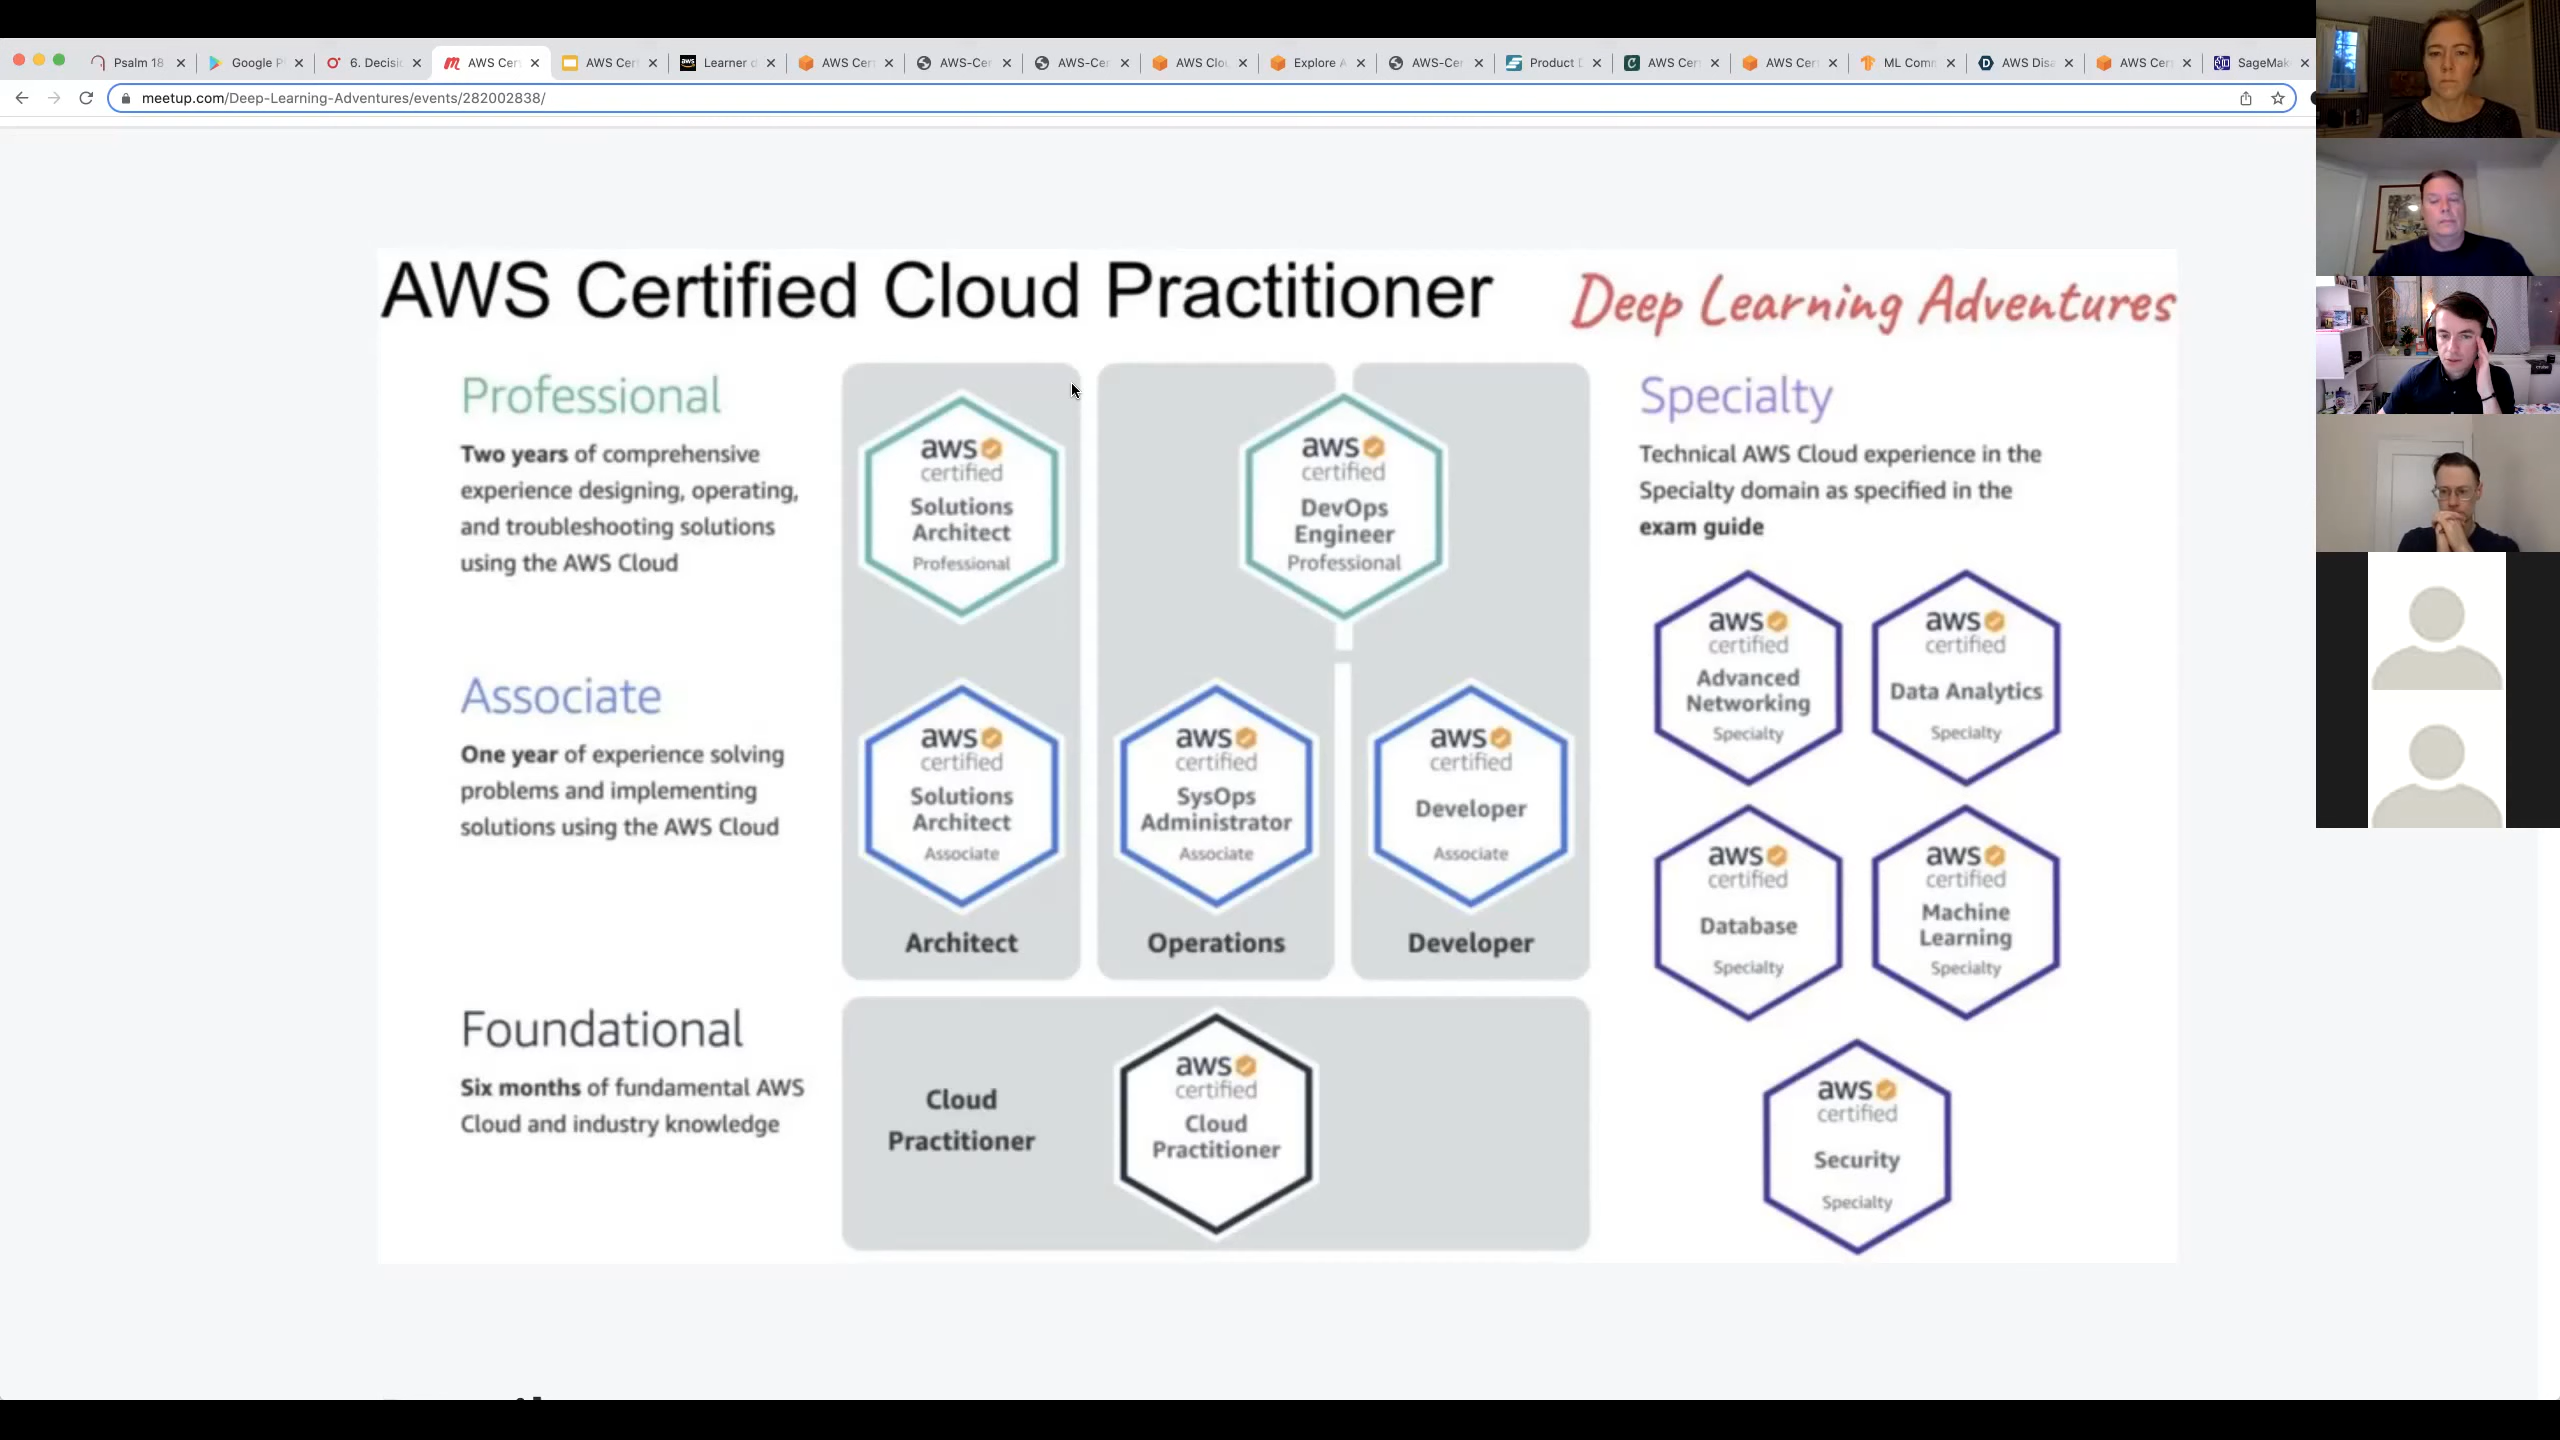 Psalm 18
Google P
6. Decisi
AWS Cer
AWS Cer
Learner d
AWS Cer
AWS-Cer
AWS-Cer
AWS Clou
Explore A
AWS-Cer
Product D
AWS Cer
AWS Cer
ML Com
AWS Disa
AWS Cer
SageMak
meetup.com/Deep-Learning-Adventures/events/282002838/
AWS Certified Cloud Practitioner
Deep Learning Adventures
Professional
Two years of comprehensive
experience designing, operating,
and troubleshooting solutions
using the AWS Cloud
aws
certified
Solutions
Architect
Professional
aws
certified
DevOps
Engineer
Professional
Associate
One year of experience solving
problems and implementing
solutions using the AWS Cloud
aws
certified
Solutions
Architect
Associate
Architect
aws
certified
SysOps
Administrator
Associate
Operations
aws
certified
Developer
Associate
Developer
Foundational
Six months of fundamental AWS
Cloud and industry knowledge
Cloud
Practitioner
aws
certified
Cloud
Practitioner
Specialty
Technical AWS Cloud experience in the
Specialty domain as specified in the
exam guide
aws
certified
Advanced
Networking
Specialty
aws
certified
Data Analytics
Specialty
aws
certified
Database
Specialty
aws
certified
Machine
Learning
Specialty
aws
certified
Security
Specialty